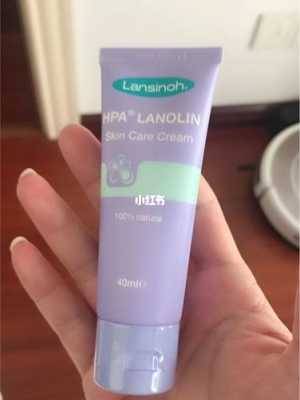 Lansinoh®
HPA® LANOLIN
Skin Care Cream
小红书
100% natural
40ml℮